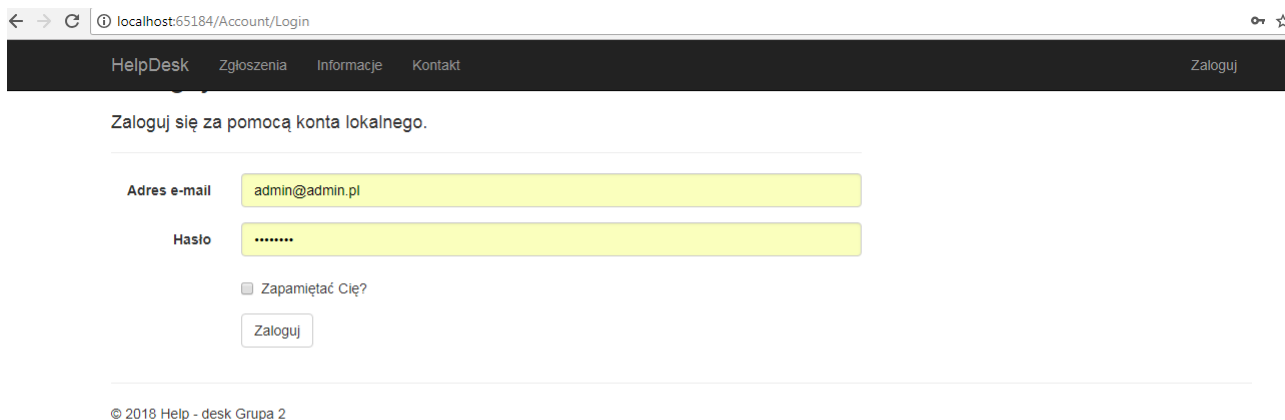 localhost:65184/Account/Login
HelpDesk Zgłoszenia Informacje Kontakt Zaloguj
Zaloguj się za pomocą konta lokalnego.
Adres e-mail admin@admin.pl
Hasło ••••••••
Zapamiętać Cię?
Zaloguj
© 2018 Help - desk Grupa 2